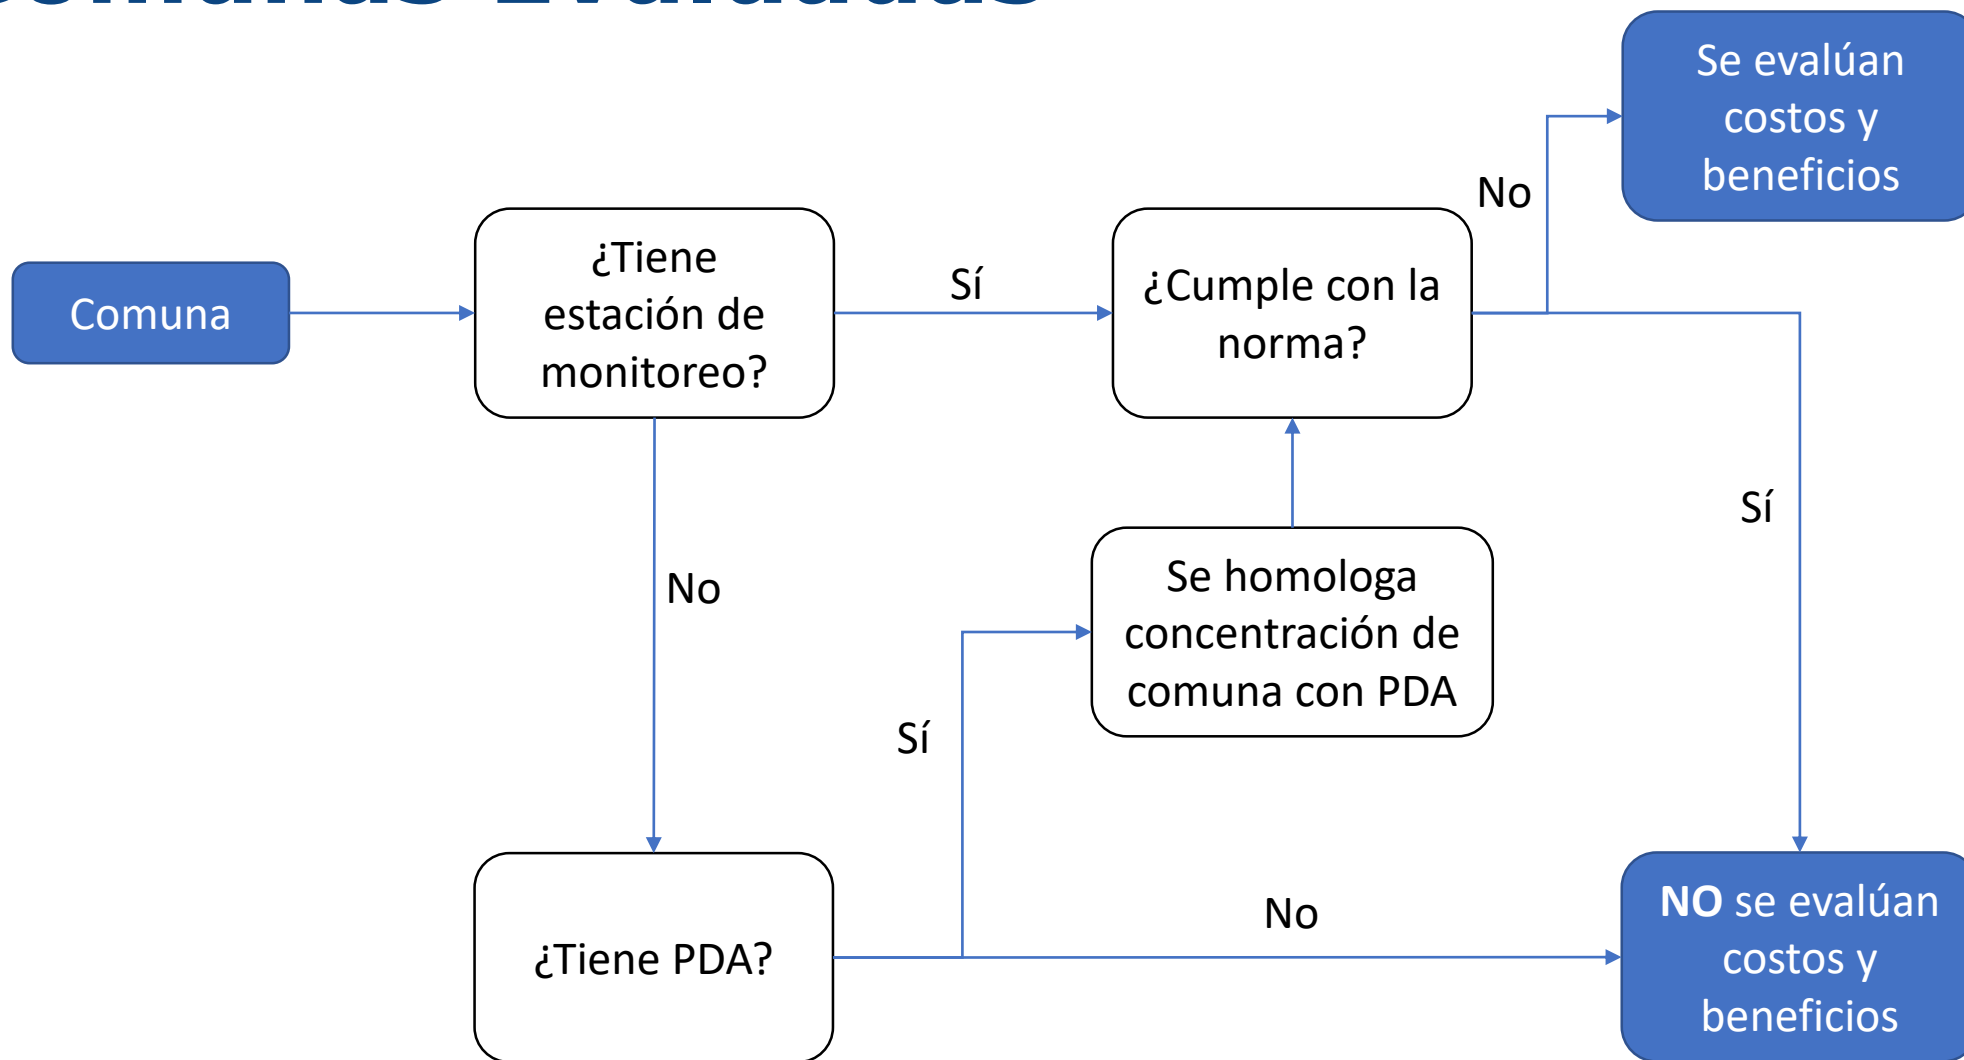 Evaluadas
Se evalúan
costos y
beneficios
No
¿Tiene
estación de
monitoreo?
Sí
¿Cumple con la
norma?
Comuna
Sí
Se homologa
concentración de
comuna con PDA
No
Sí
¿Tiene PDA?
No
NO se evalúan
costos y
beneficios